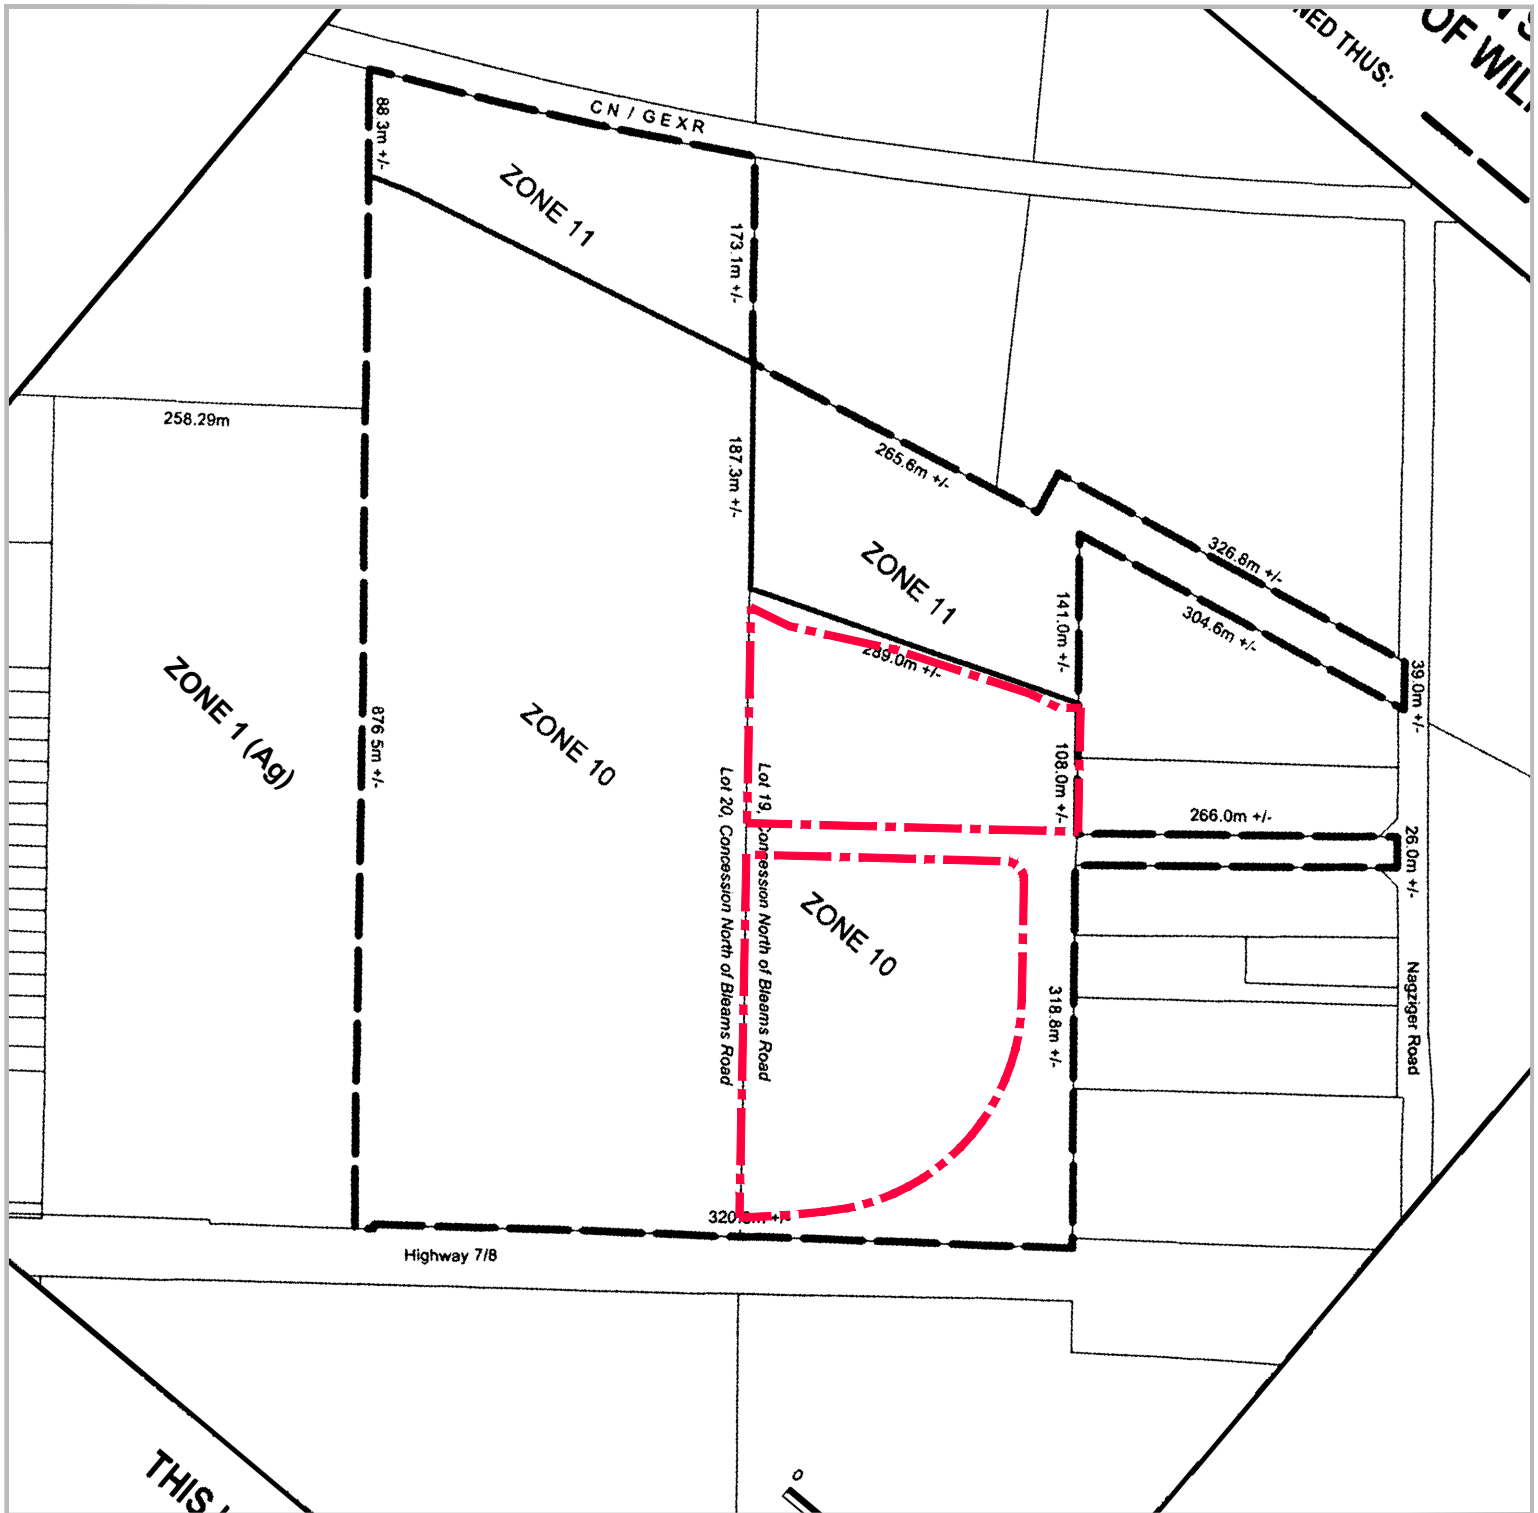 OF WIL
NED THUS:
CN / GEXR
88.3m +/-
ZONE 11
173.1m +/-
258.29m
187.3m +/-
265.6m +/-
326.8m +/-
ZONE 11
141.0m +/-
304.6m +/-
289.0m +/-
39.0m +/-
ZONE 1 (Ag)
876.5m +/-
ZONE 10
108.0m +/-
Lot 19, Concession North of Bleams Road
Lot 20, Concession North of Bleams Road
266.0m +/-
26.0m +/-
ZONE 10
318.8m +/-
Nagziger Road
Highway 7/8
THIS
0